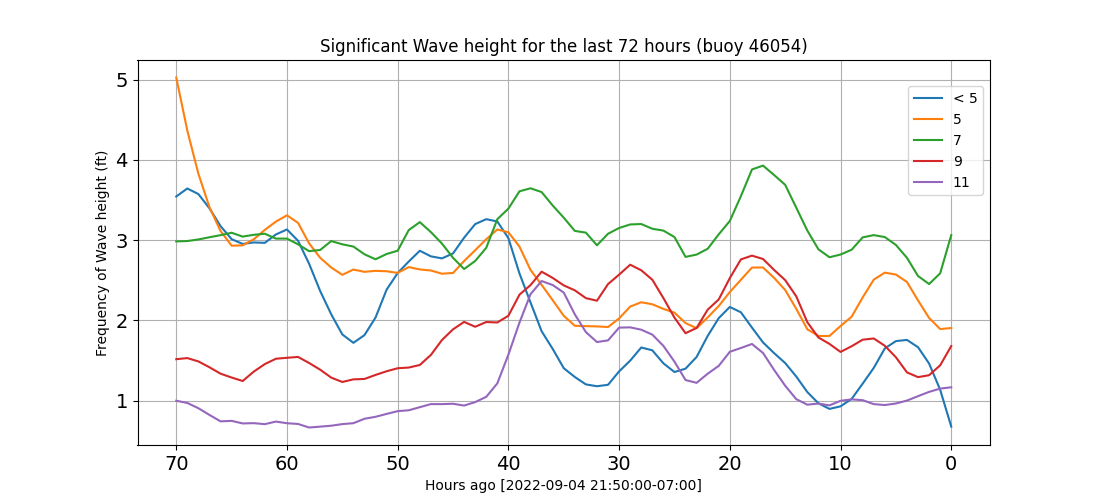 Significant Wave height for the last 72 hours (buoy 46054)
Frequency of Wave height (ft)
5
4
3
2
1
< 5
5
7
9
11
70 60 50 40 30 20 10 0
Hours ago [2022-09-04 21:50:00-07:00]